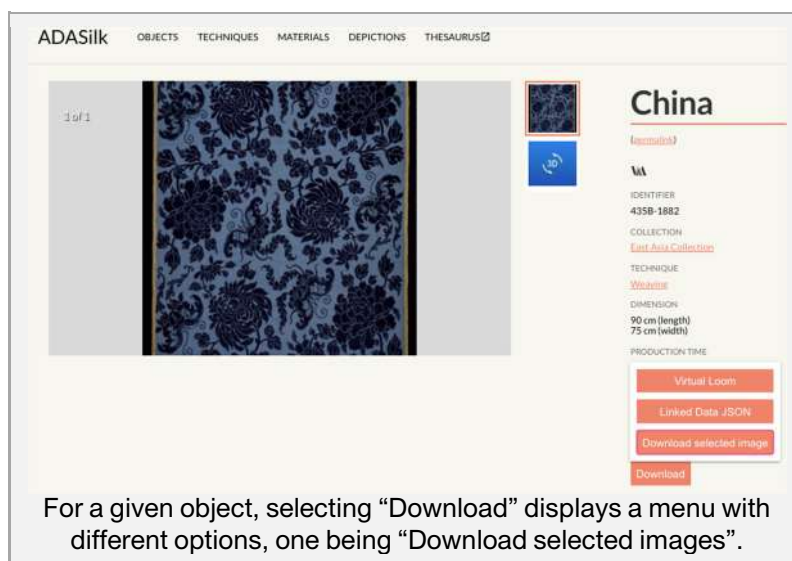 ADASilk OBJECTS TECHNIQUES MATERIALS DEPICTIONS THESAURUS
1 of 1
3D
China
(permalink)
V&A
IDENTIFIER
435B-1882
COLLECTION
East Asia Collection
TECHNIQUE
Weaving
DIMENSION
90 cm (length)
75 cm (width)
PRODUCTION TIME
Virtual Loom
Linked Data JSON
Download selected image
Download
For a given object, selecting “Download” displays a menu with
different options, one being “Download selected images”.